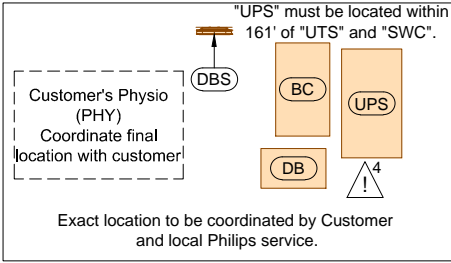 "UPS" must be located within
161' of "UTS" and "SWC".
DBS
BC
UPS
Customer's Physio
(PHY)
Coordinate final
location with customer
DB
4
!
Exact location to be coordinated by Customer
and local Philips service.